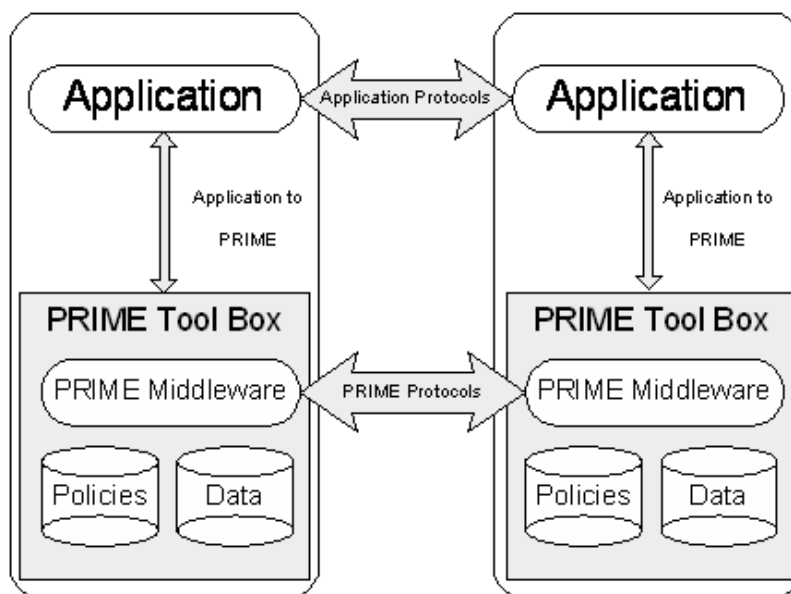 Application
Application Protocols
Application
Application to
PRIME
Application to
PRIME
PRIME Tool Box
PRIME Tool Box
PRIME Middleware
PRIME Protocols
PRIME Middleware
Policies
Data
Policies
Data